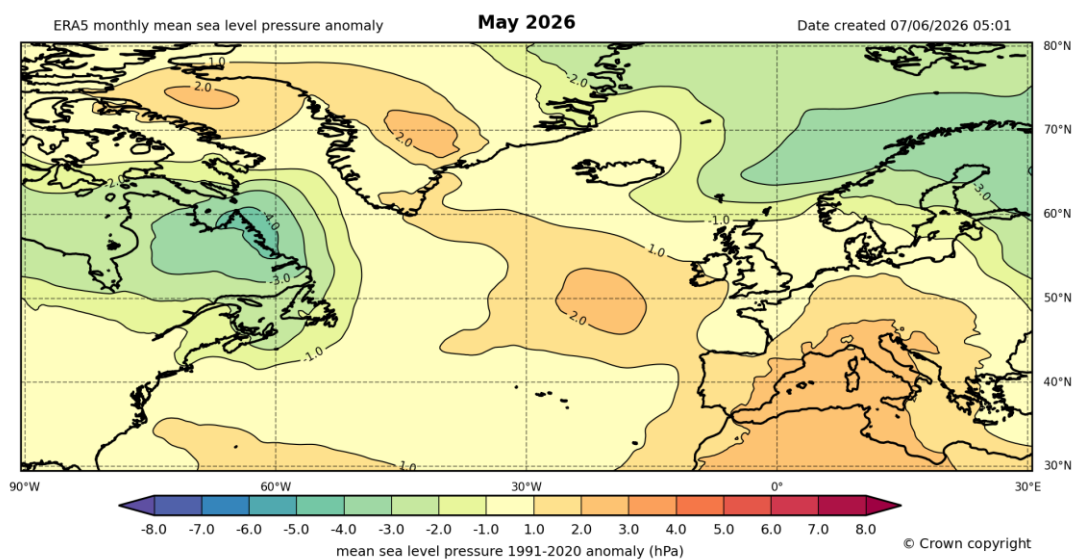 ERA5 monthly mean sea level pressure anomaly May 2026 Date created 07/06/2026 05:01
80°N
70°N
60°N
50°N
40°N
30°N
1.0
2.0
2.0
-2.0
-2.0
-3.0
-4.0
-1.0
1.0
-3.0
2.0
-1.0
1.0
90°W 60°W 30°W 0° 30°E
-8.0 -7.0 -6.0 -5.0 -4.0 -3.0 -2.0 -1.0 1.0 2.0 3.0 4.0 5.0 6.0 7.0 8.0
mean sea level pressure 1991-2020 anomaly (hPa)
© Crown copyright